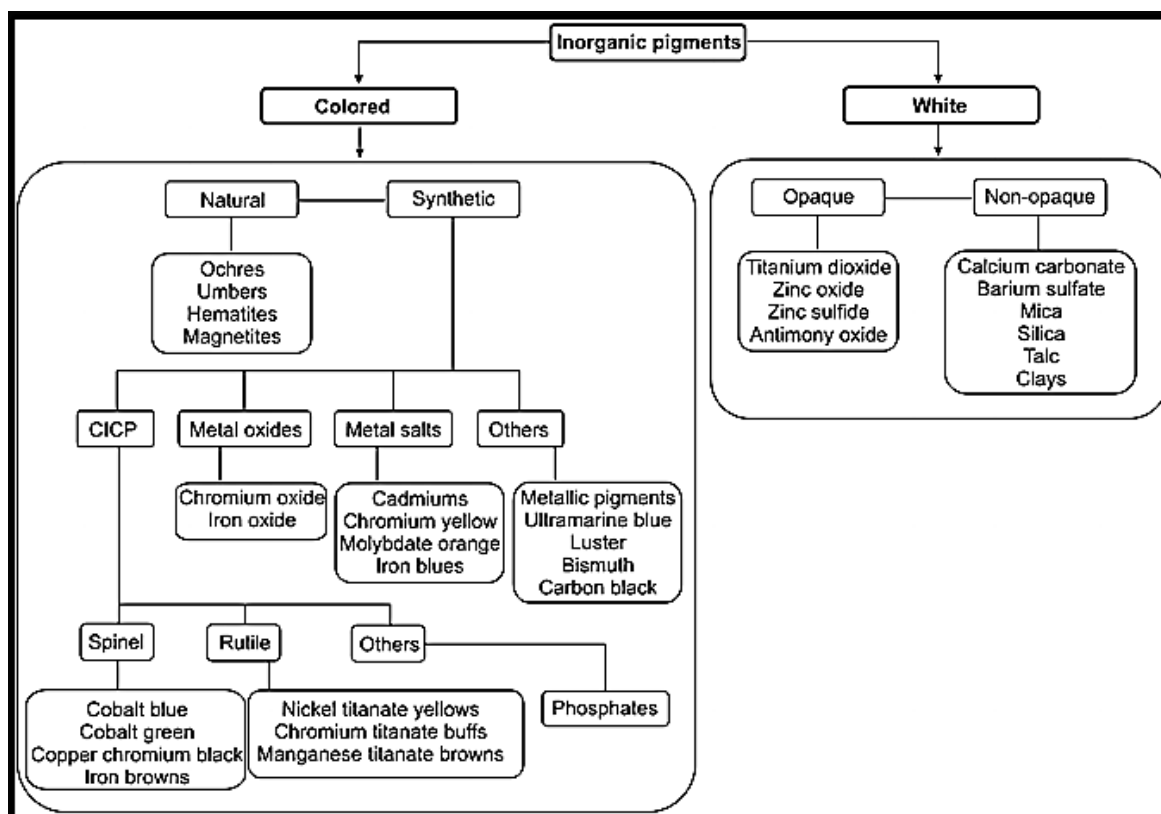 Inorganic pigments
Colored
White
Natural
Synthetic
Opaque
Non-opaque
Ochres
Umbers
Hematites
Magnetites
Titanium dioxide
Zinc oxide
Zinc sulfide
Antimony oxide
Calcium carbonate
Barium sulfate
Mica
Silica
Talc
Clays
CICP
Metal oxides
Metal salts
Others
Chromium oxide
Iron oxide
Cadmiums
Chromium yellow
Molybdate orange
Iron blues
Metallic pigments
Ultramarine blue
Luster
Bismuth
Carbon black
Spinel
Rutile
Others
Cobalt blue
Cobalt green
Copper chromium black
Iron browns
Nickel titanate yellows
Chromium titanate buffs
Manganese titanate browns
Phosphates